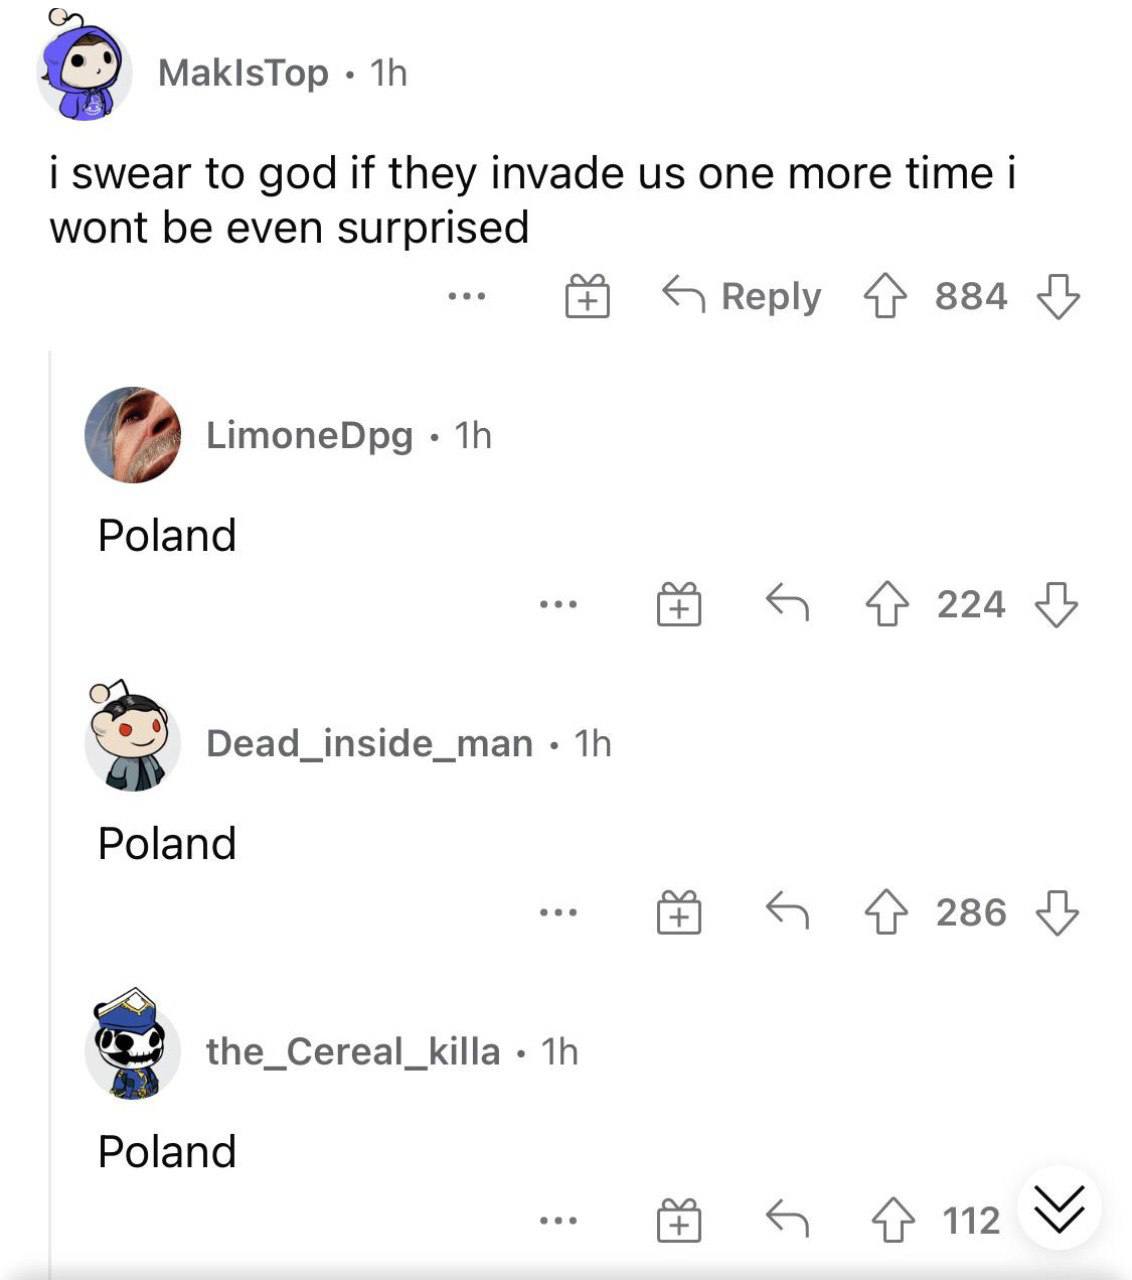 MakIsTop • 1h
i swear to god if they invade us one more time i
wont be even surprised
Reply 884
LimoneDpg • 1h
Poland
224
Dead_inside_man • 1h
Poland
286
the_Cereal_killa • 1h
Poland
112